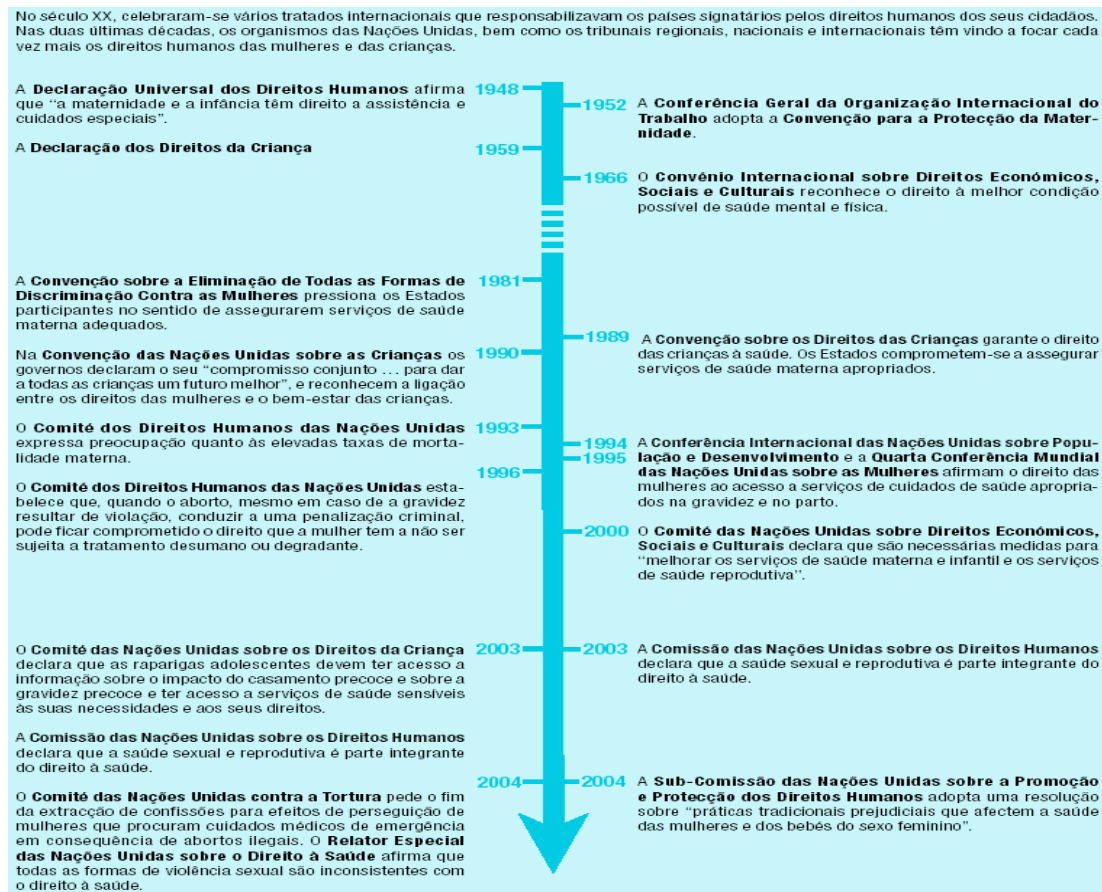 No século XX, celebraram-se vários tratados internacionais que responsabilizavam os países signatários pelos direitos humanos dos seus cidadãos.
Nas duas últimas décadas, os organismos das Nações Unidas, bem como os tribunais regionais, nacionais e internacionais têm vindo a focar cada
vez mais os direitos humanos das mulheres e das crianças.
A Declaração Universal dos Direitos Humanos afirma
que “a maternidade e a infância têm direito a assistência e
cuidados especiais”.
1948
1952
A Conferência Geral da Organização Internacional do
Trabalho adopta a Convenção para a Protecção da Mater-
nidade.
A Declaração dos Direitos da Criança
1959
1966
O Convénio Internacional sobre Direitos Económicos,
Sociais e Culturais reconhece o direito à melhor condição
possível de saúde mental e física.
A Convenção sobre a Eliminação de Todas as Formas de
Discriminação Contra as Mulheres pressiona os Estados
participantes no sentido de assegurarem serviços de saúde
materna adequados.
1981
1989
A Convenção sobre os Direitos das Crianças garante o direito
das crianças à saúde. Os Estados comprometem-se a assegurar
serviços de saúde materna apropriados.
Na Convenção das Nações Unidas sobre as Crianças os
governos declaram o seu “compromisso conjunto … para dar
a todas as crianças um futuro melhor”, e reconhecem a ligação
entre os direitos das mulheres e o bem-estar das crianças.
1990
O Comité dos Direitos Humanos das Nações Unidas
expressa preocupação quanto às elevadas taxas de morta-
lidade materna.
1993
1994
1995
A Conferência Internacional das Nações Unidas sobre Popu-
lação e Desenvolvimento e a Quarta Conferência Mundial
das Nações Unidas sobre as Mulheres afirmam o direito das
mulheres ao acesso a serviços de cuidados de saúde apropria-
dos na gravidez e no parto.
1996
O Comité dos Direitos Humanos das Nações Unidas esta-
belece que, quando o aborto, mesmo em caso de a gravidez
resultar de violação, conduzir a uma penalização criminal,
pode ficar comprometido o direito que a mulher tem a não ser
sujeita a tratamento desumano ou degradante.
2000
O Comité das Nações Unidas sobre Direitos Económicos,
Sociais e Culturais declara que são necessárias medidas para
“melhorar os serviços de saúde materna e infantil e os serviços
de saúde reprodutiva”.
O Comité das Nações Unidas sobre os Direitos da Criança
declara que as raparigas adolescentes devem ter acesso a
informação sobre o impacto do casamento precoce e sobre a
gravidez precoce e ter acesso a serviços de saúde sensíveis
às suas necessidades e aos seus direitos.
2003
2003
A Comissão das Nações Unidas sobre os Direitos Humanos
declara que a saúde sexual e reprodutiva é parte integrante do
direito à saúde.
A Comissão das Nações Unidas sobre os Direitos Humanos
declara que a saúde sexual e reprodutiva é parte integrante
do direito à saúde.
O Comité das Nações Unidas contra a Tortura pede o fim
da extracção de confissões para efeitos de perseguição de
mulheres que procuram cuidados médicos de emergência
em consequência de abortos ilegais. O Relator Especial
das Nações Unidas sobre o Direito à Saúde afirma que
todas as formas de violência sexual são inconsistentes com
o direito à saúde.
2004
2004
A Sub-Comissão das Nações Unidas sobre a Promoção
e Protecção dos Direitos Humanos adopta uma resolução
sobre “práticas tradicionais prejudiciais que afectem a saúde
das mulheres e dos bebés do sexo feminino”.